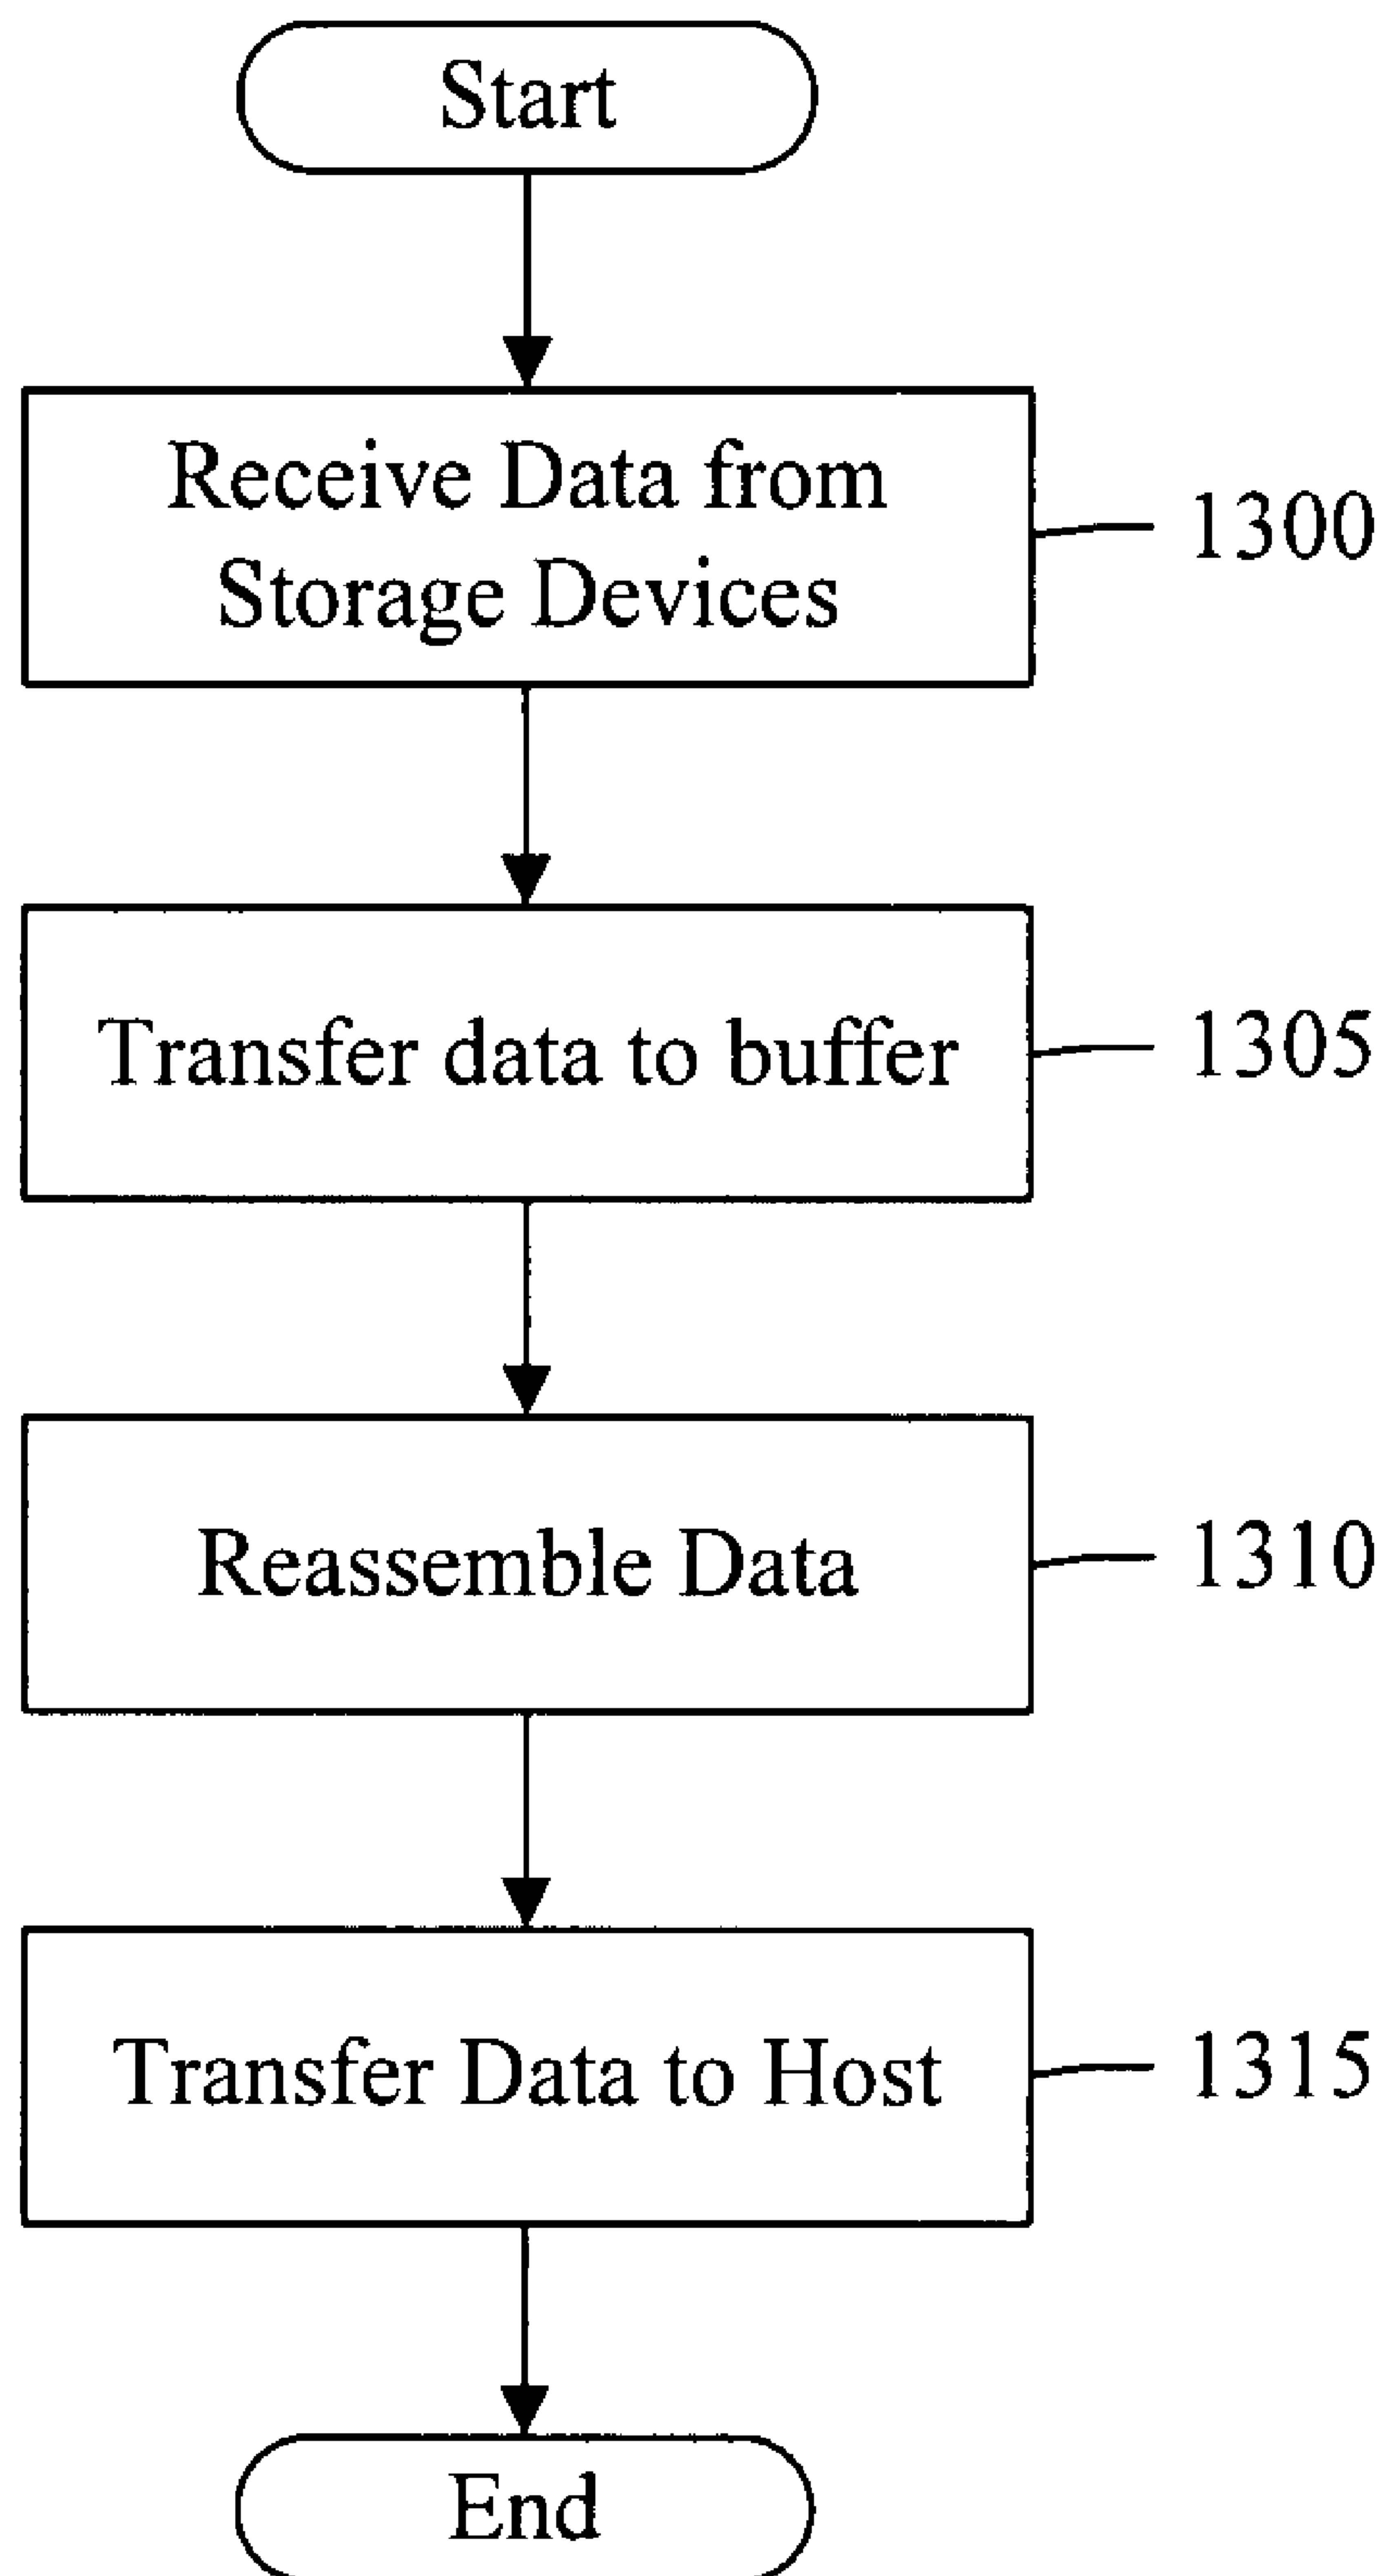 Start
Receive Data from
Storage Devices
1300
Transfer data to buffer
1305
Reassemble Data
1310
Transfer Data to Host
1315
End